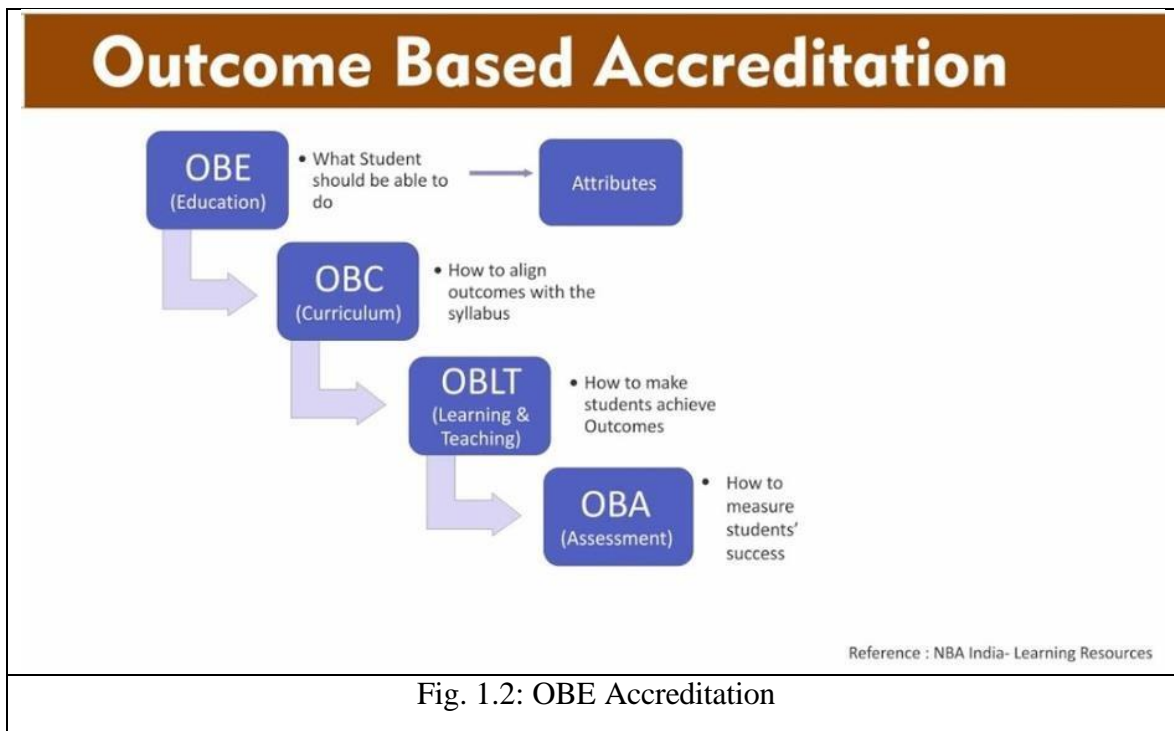 Outcome Based Accreditation
OBE
(Education)
• What Student
should be able to
do
Attributes
OBC
(Curriculum)
• How to align
outcomes with the
syllabus
OBLT
(Learning &
Teaching)
• How to make
students achieve
Outcomes
OBA
(Assessment)
• How to
measure
students’
success
Reference : NBA India- Learning Resources
Fig. 1.2: OBE Accreditation